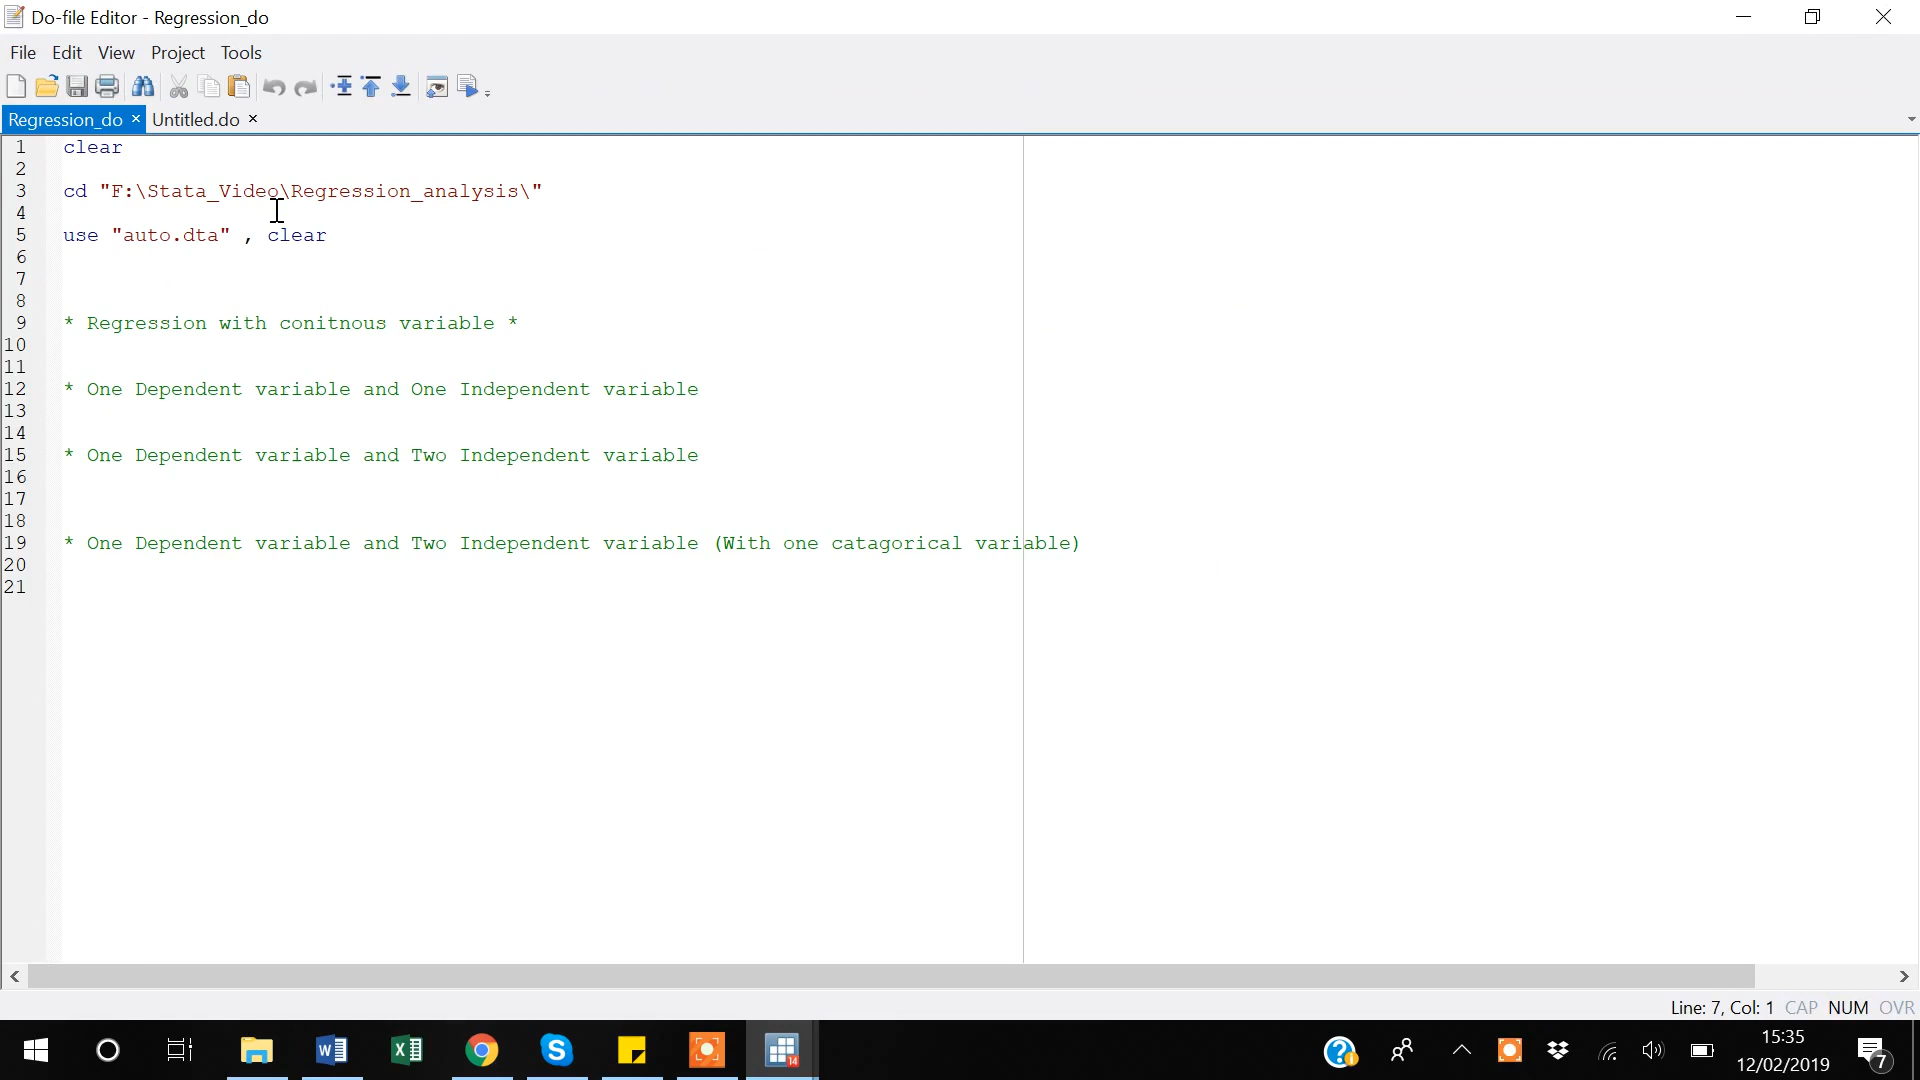 Do-file Editor - Regression_do
File Edit View Project Tools
Regression_do × Untitled.do ×
1 clear
2
3 cd "F:\Stata_Video\Regression_analysis\"
4
5 use "auto.dta" , clear
6
7
8
9 * Regression with conitnous variable *
10
11
12 * One Dependent variable and One Independent variable
13
14
15 * One Dependent variable and Two Independent variable
16
17
18
19 * One Dependent variable and Two Independent variable (With one catagorical variable)
20
21
Line: 7, Col: 1 CAP NUM OVR
14
15:35
12/02/2019
7